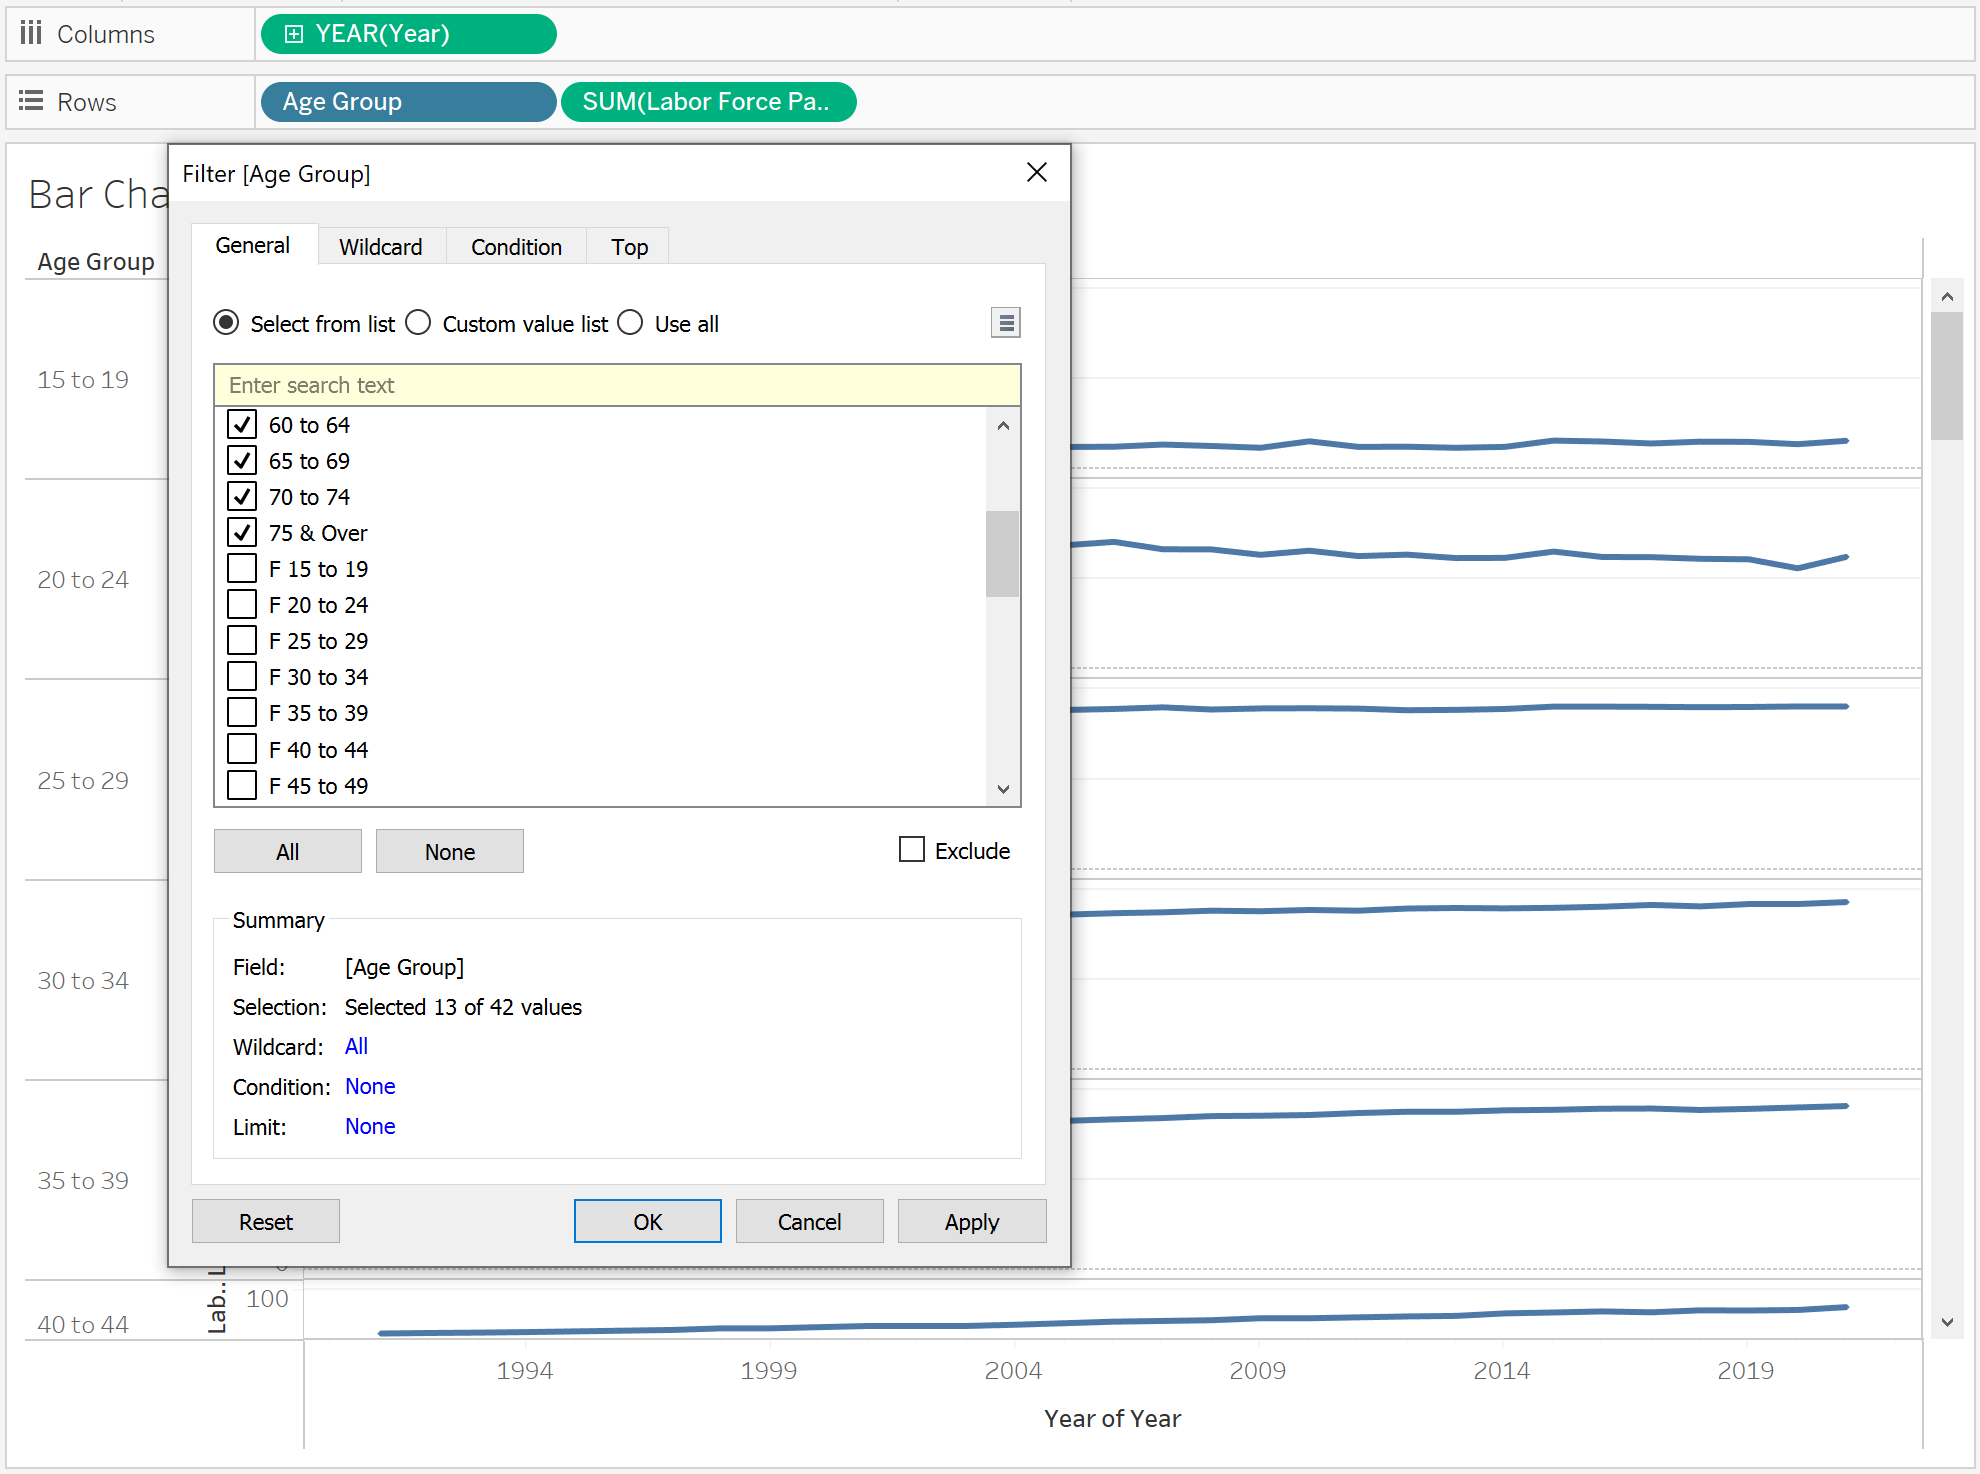 Columns
YEAR(Year)
Rows
Age Group
SUM(Labor Force Pa..
Bar Cha
Age Group
15 to 19
20 to 24
25 to 29
30 to 34
35 to 39
40 to 44
Filter [Age Group]
General
Wildcard
Condition
Top
Select from list
Custom value list
Use all
Enter search text
60 to 64
65 to 69
70 to 74
75 & Over
F 15 to 19
F 20 to 24
F 25 to 29
F 30 to 34
F 35 to 39
F 40 to 44
F 45 to 49
All
None
Exclude
Summary
Field: [Age Group]
Selection: Selected 13 of 42 values
Wildcard: All
Condition: None
Limit: None
Reset
OK
Cancel
Apply
Lab..
100
1994
1999
2004
2009
2014
2019
Year of Year